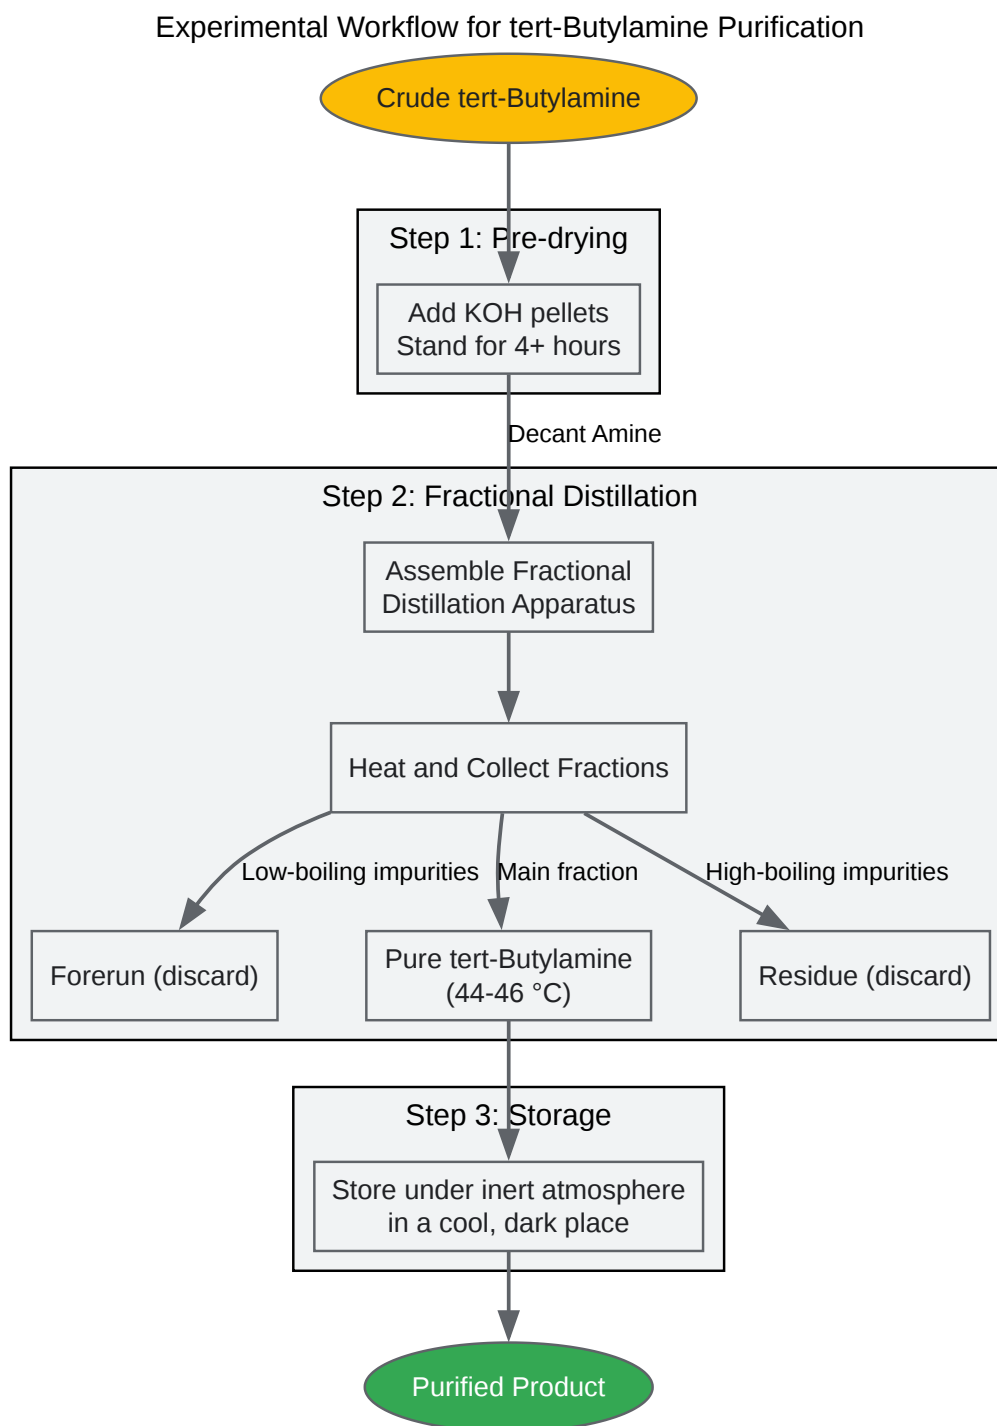 Experimental Workflow for tert-Butylamine Purification
Crude tert-Butylamine
Step 1: Pre-drying
Add KOH pellets
Stand for 4+ hours
Decant Amine
Step 2: Fractional Distillation
Assemble Fractional
Distillation Apparatus
Heat and Collect Fractions
Low-boiling impurities
Main fraction
High-boiling impurities
Forerun (discard)
Pure tert-Butylamine
(44-46 °C)
Residue (discard)
Step 3: Storage
Store under inert atmosphere
in a cool, dark place
Purified Product